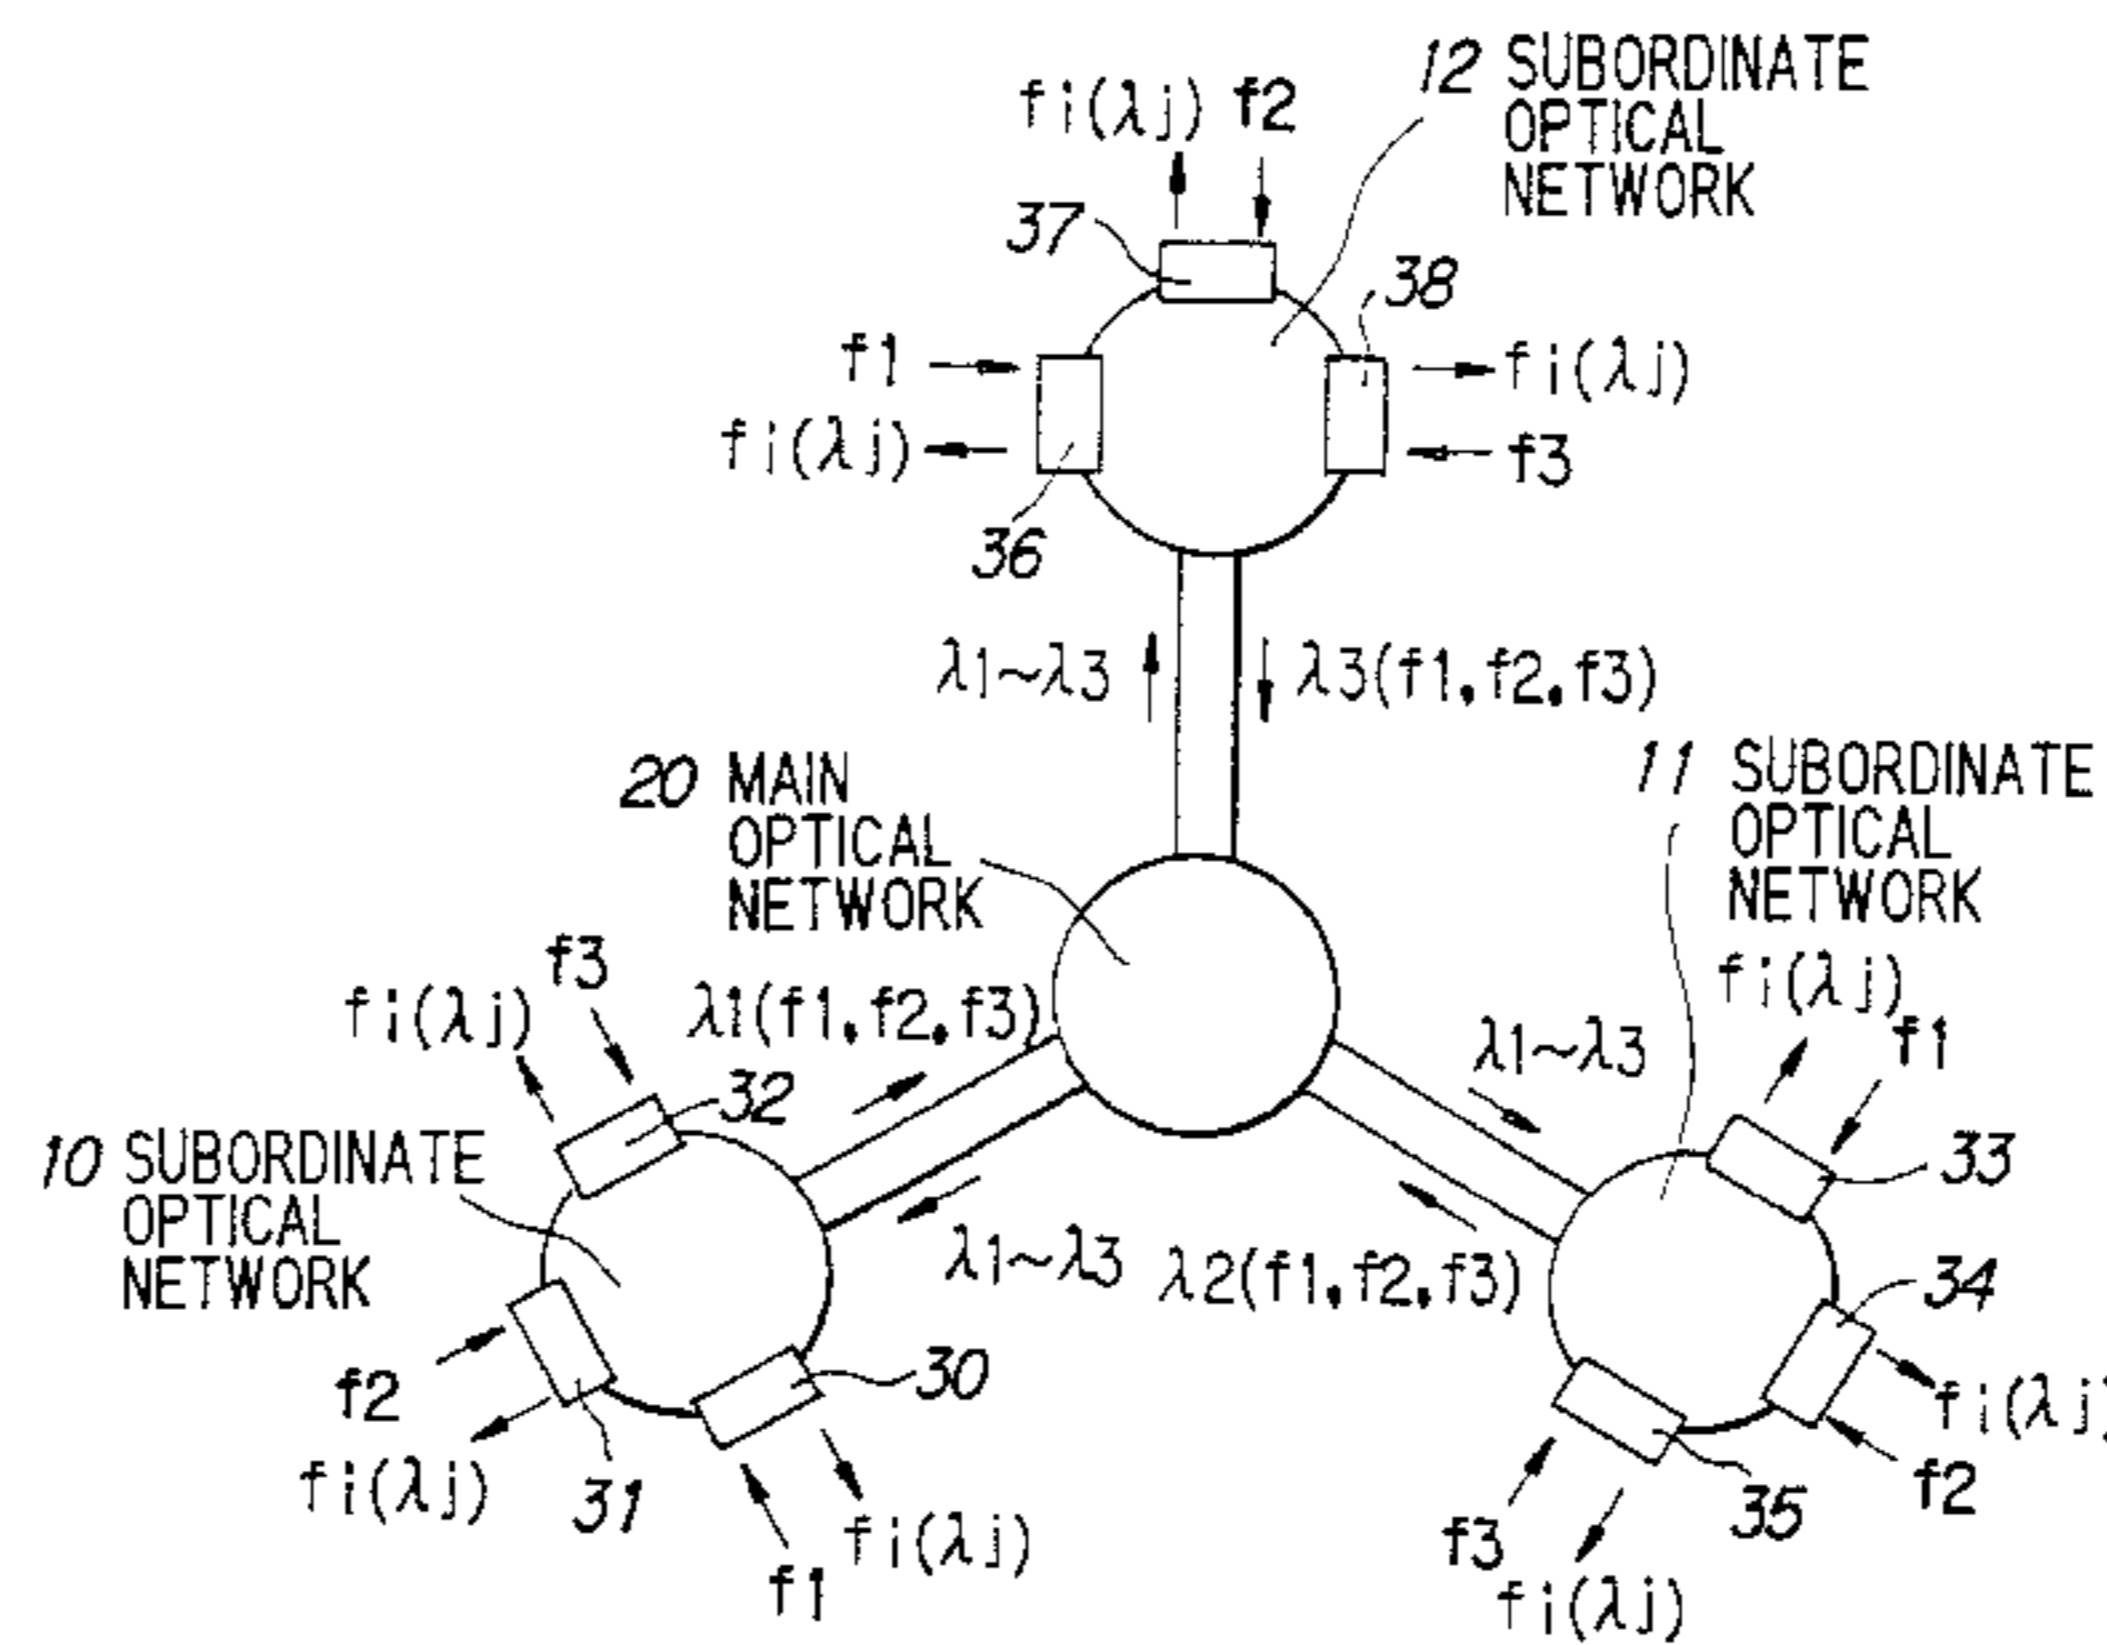 12 SUBORDINATE
OPTICAL
NETWORK
fi(λj) f2
37
38
f1
fi(λj)
fi(λj)
f3
36
λ1~λ3
λ3(f1,f2,f3)
20 MAIN
OPTICAL
NETWORK
11 SUBORDINATE
OPTICAL
NETWORK
f3
fi(λj)
λ1(f1,f2,f3)
fi(λj)
f1
λ1~λ3
32
33
10 SUBORDINATE
OPTICAL
NETWORK
λ1~λ3
λ2(f1,f2,f3)
34
30
f2
fi(λj)
fi(λj)
31
f2
35
f3
fi(λj)
f1
fi(λj)